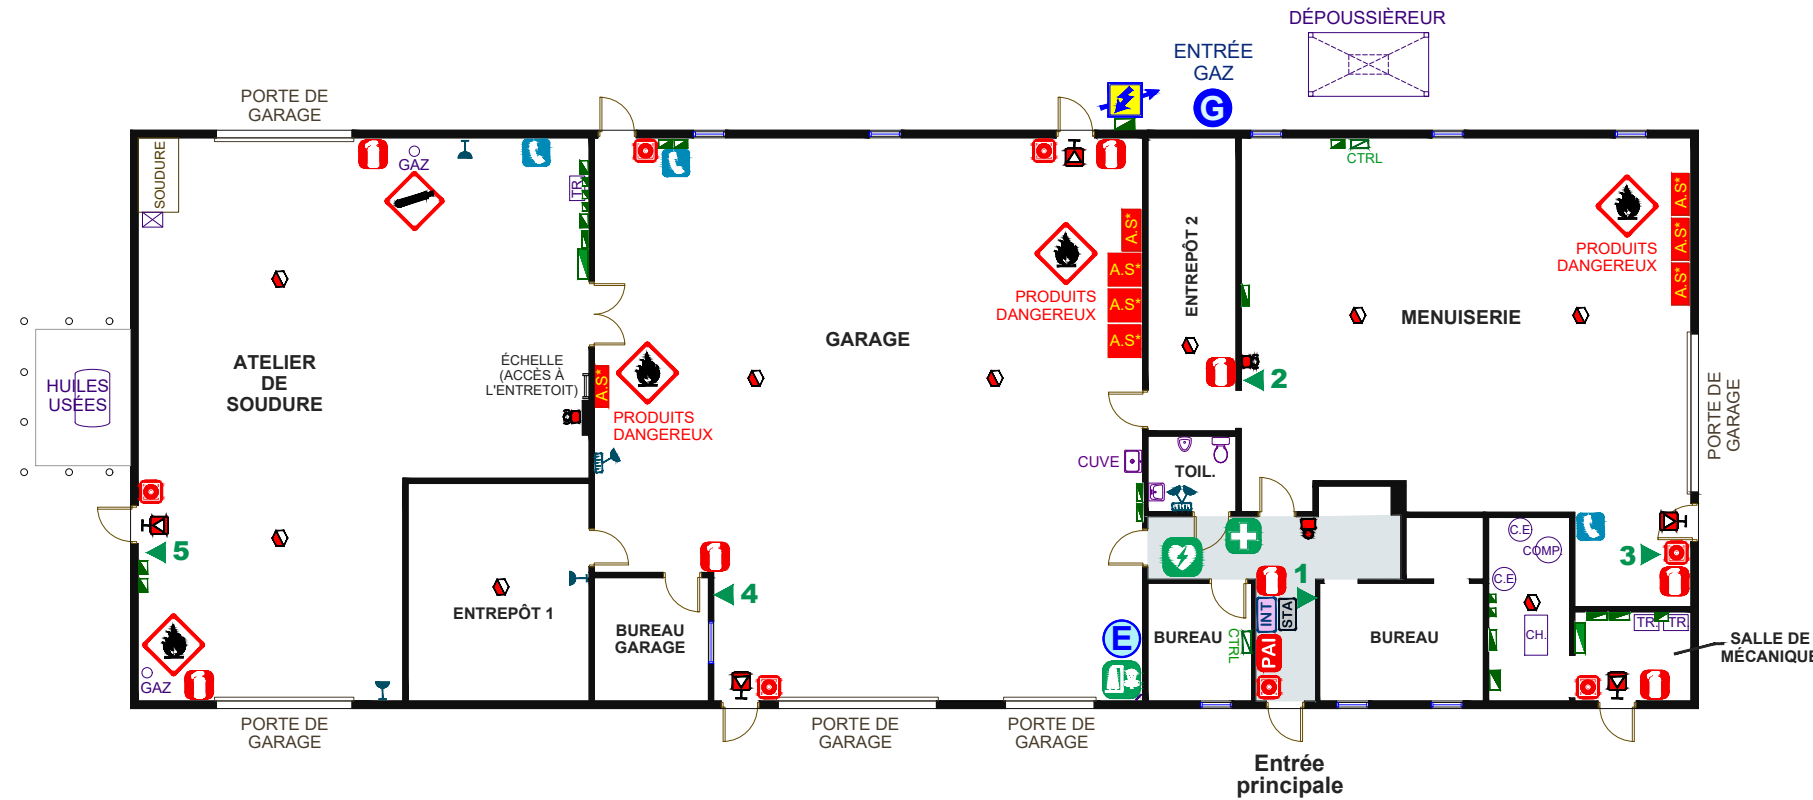 DÉPOUSSIÈREUR
ENTRÉE
GAZ
G
PORTE DE
GARAGE
SOUDURE
GAZ
TR.
CTRL
A.S*
A.S*
A.S*
A.S*
PRODUITS
DANGEREUX
ENTREPÔT 2
PRODUITS
DANGEREUX
A.S*
A.S*
A.S*
MENUISERIE
GARAGE
ATELIER
DE
SOUDURE
ÉCHELLE
(ACCÈS À
L'ENTRETOIT)
A.S*
PRODUITS
DANGEREUX
HUILES
USÉES
2
PORTE DE
GARAGE
CUVE
TOIL.
5
C.E
COMP.
C.E
3
ENTREPÔT 1
4
1
BUREAU
GARAGE
E
BUREAU
CTRL
INT
STA
PAI
BUREAU
CH.
TR.
TR.
SALLE DE
MÉCANIQUE
GAZ
PORTE DE
GARAGE
PORTE DE
GARAGE
PORTE DE
GARAGE
Entrée
principale